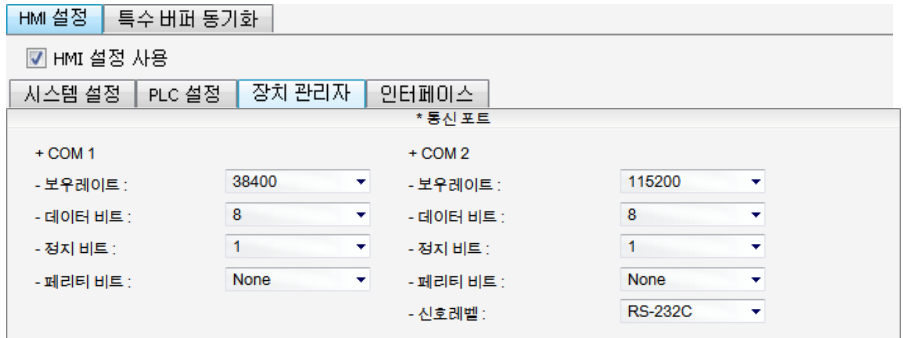 HMI 설정 특수 버퍼 동기화
HMI 설정 사용
시스템 설정 PLC 설정 장치 관리자 인터페이스
* 통신 포트
+ COM 1 + COM 2
- 보우레이트 : 38400 - 보우레이트 : 115200
- 데이터 비트 : 8 - 데이터 비트 : 8
- 정지 비트 : 1 - 정지 비트 : 1
- 페리티 비트 : None - 페리티 비트 : None
- 신호레벨 : RS-232C